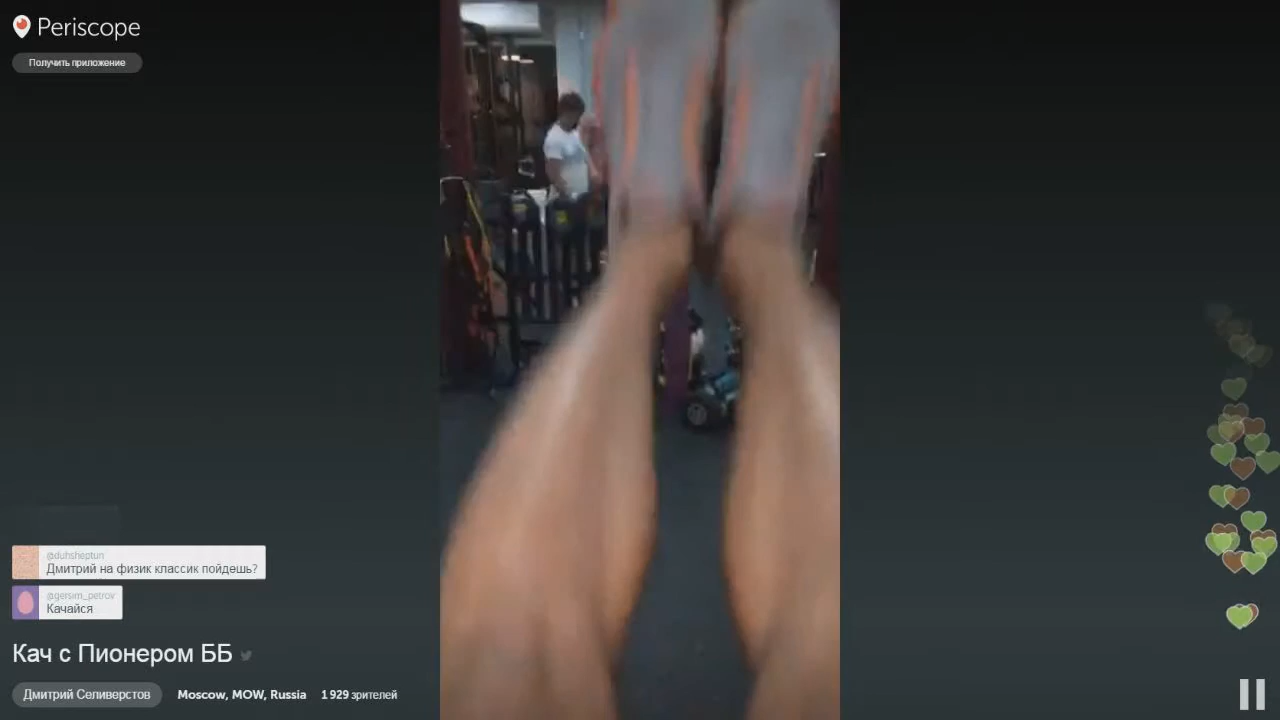 Periscope
Получить приложение
@duhsheptun
Дмитрий на физик классик пойдешь?
@gersim_petrov
Качайся
Кач с Пионером ББ
Дмитрий Селиверстов
Moscow, MOW, Russia
1 929 зрителей